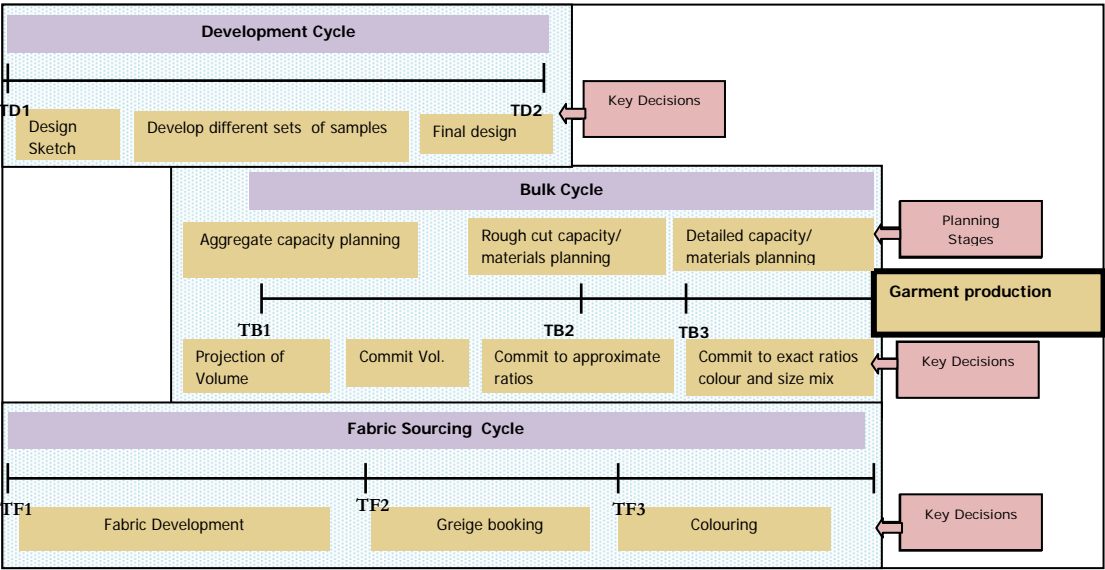 Development Cycle
TD1
TD2
Key Decisions
Design
Sketch
Develop different sets of samples
Final design
Bulk Cycle
Aggregate capacity planning
Rough cut capacity/
materials planning
Detailed capacity/
materials planning
Planning
Stages
Garment production
TB1
TB2
TB3
Projection of
Volume
Commit Vol.
Commit to approximate
ratios
Commit to exact ratios
colour and size mix
Key Decisions
Fabric Sourcing Cycle
TF1
TF2
TF3
Fabric Development
Greige booking
Colouring
Key Decisions